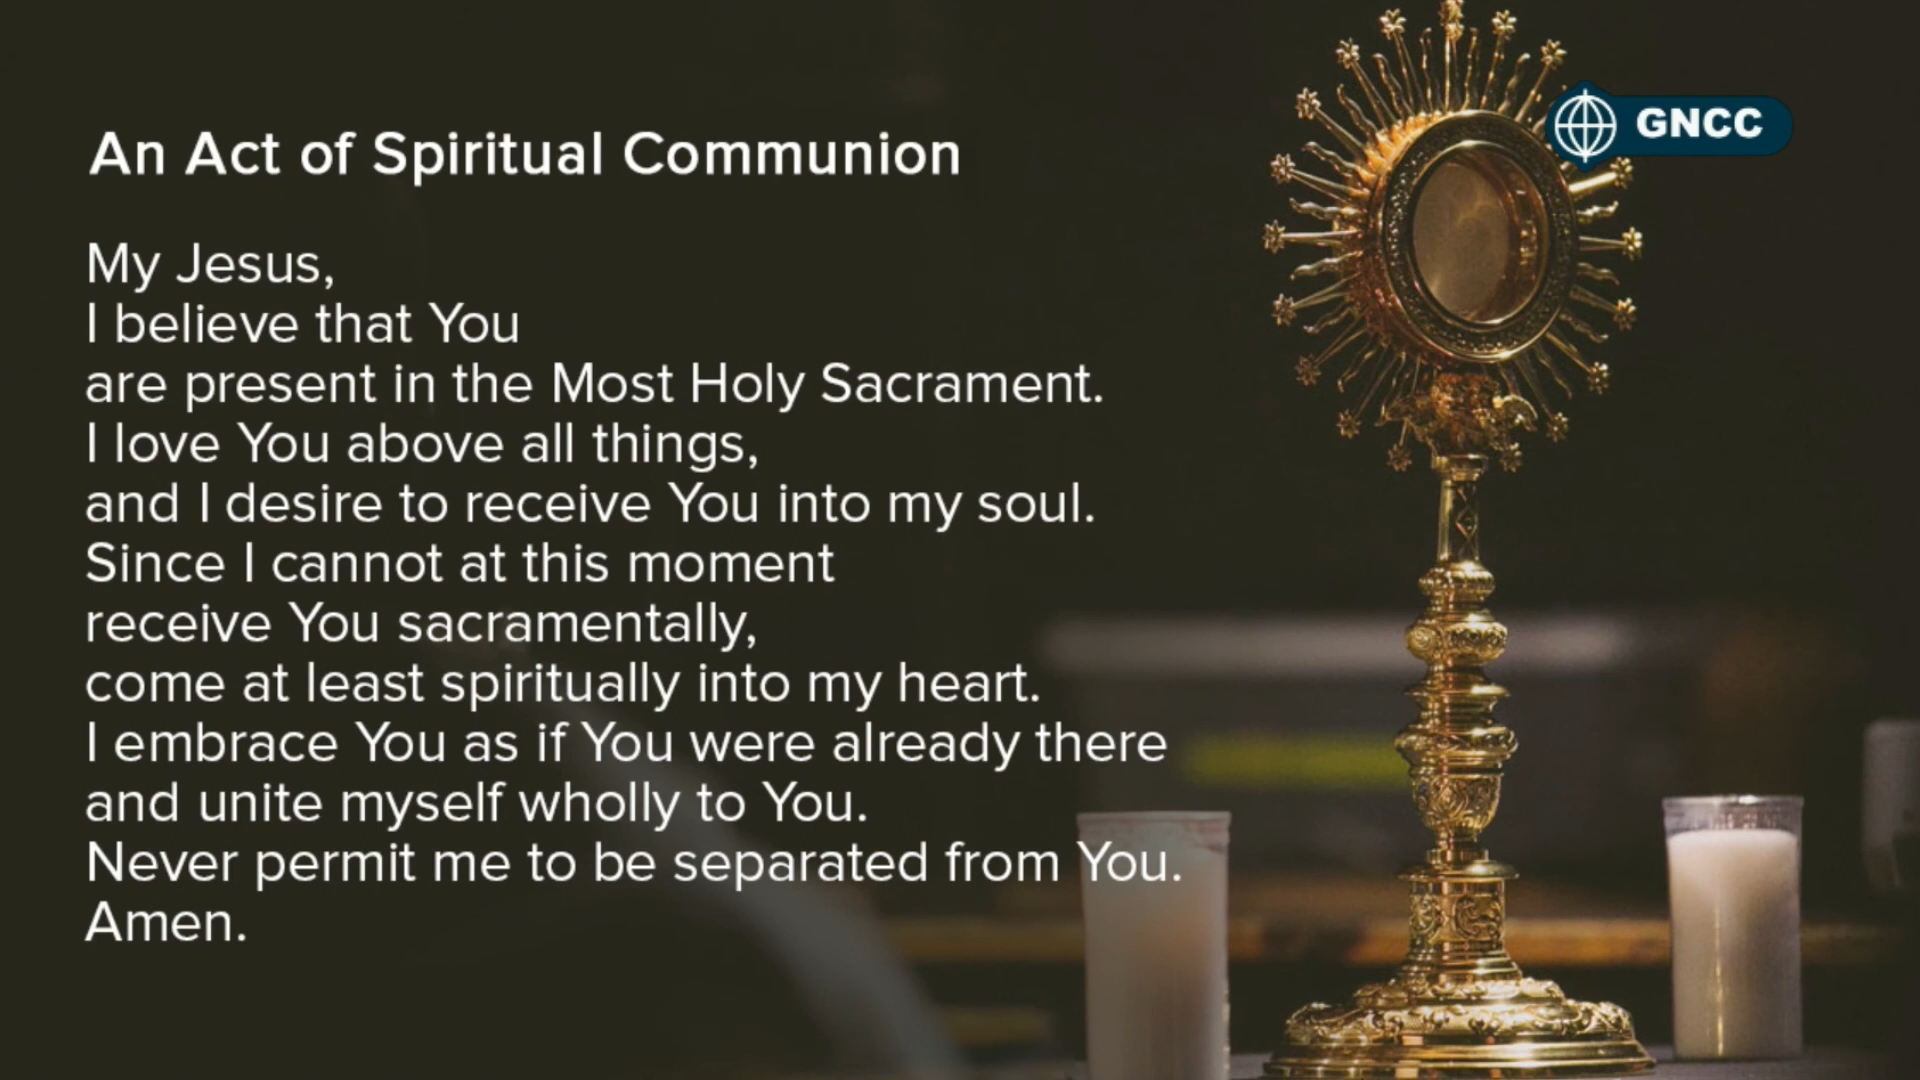 An Act of Spiritual Communion
GNCC
My Jesus,
I believe that You
are present in the Most Holy Sacrament.
I love You above all things,
and I desire to receive You into my soul.
Since I cannot at this moment
receive You sacramentally,
come at least spiritually into my heart.
I embrace You as if You were already there
and unite myself wholly to You.
Never permit me to be separated from You.
Amen.